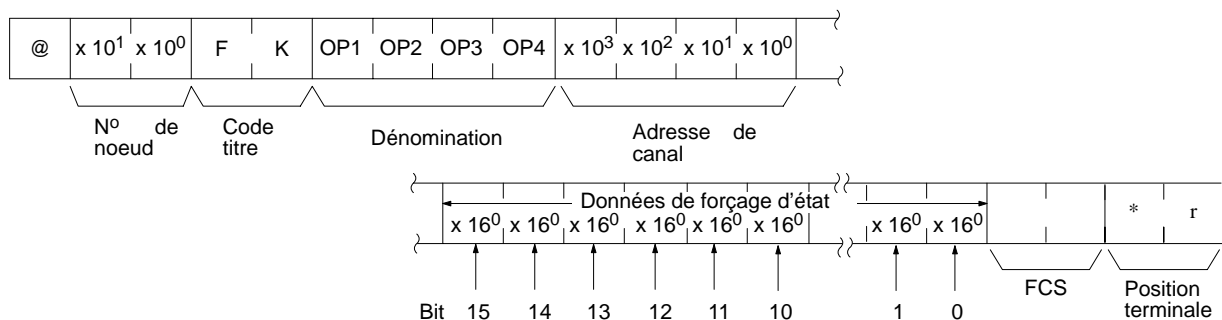 @ x 10¹ x 10⁰ F K OP1 OP2 OP3 OP4 x 10³ x 10² x 10¹ x 10⁰
Nº de noeud
Code titre
Dénomination
Adresse de canal
Données de forçage d'état
x 16⁰ x 16⁰ x 16⁰ x 16⁰ x 16⁰ x 16⁰ x 16⁰ x 16⁰ * r
Bit 15 14 13 12 11 10 1 0
FCS
Position terminale